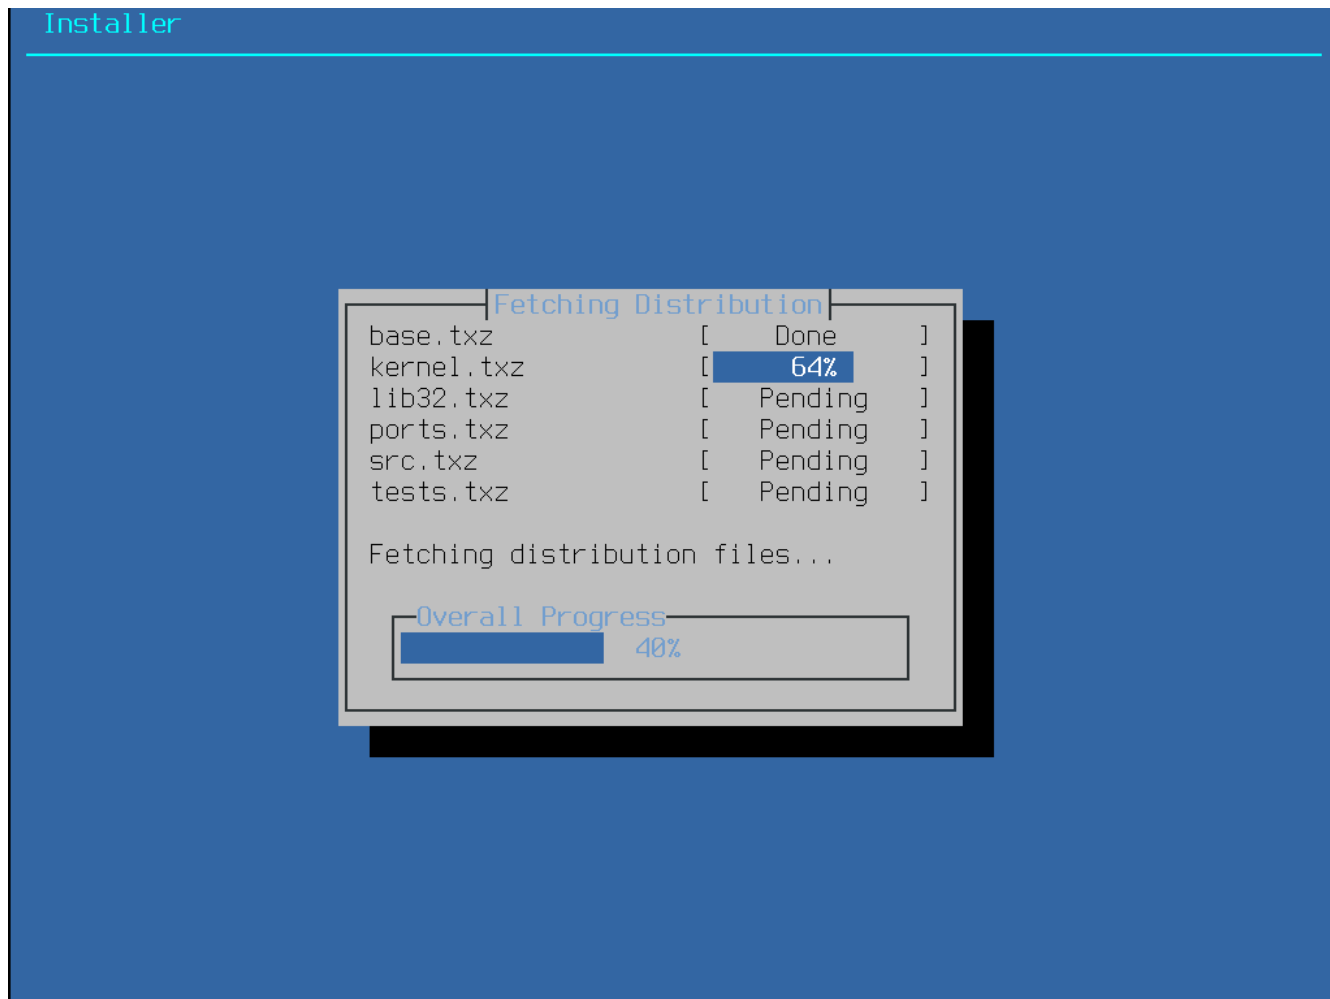 Installer
Fetching Distribution
base.txz [ Done ]
kernel.txz [ 64% ]
lib32.txz [ Pending ]
ports.txz [ Pending ]
src.txz [ Pending ]
tests.txz [ Pending ]
Fetching distribution files...
Overall Progress
40%